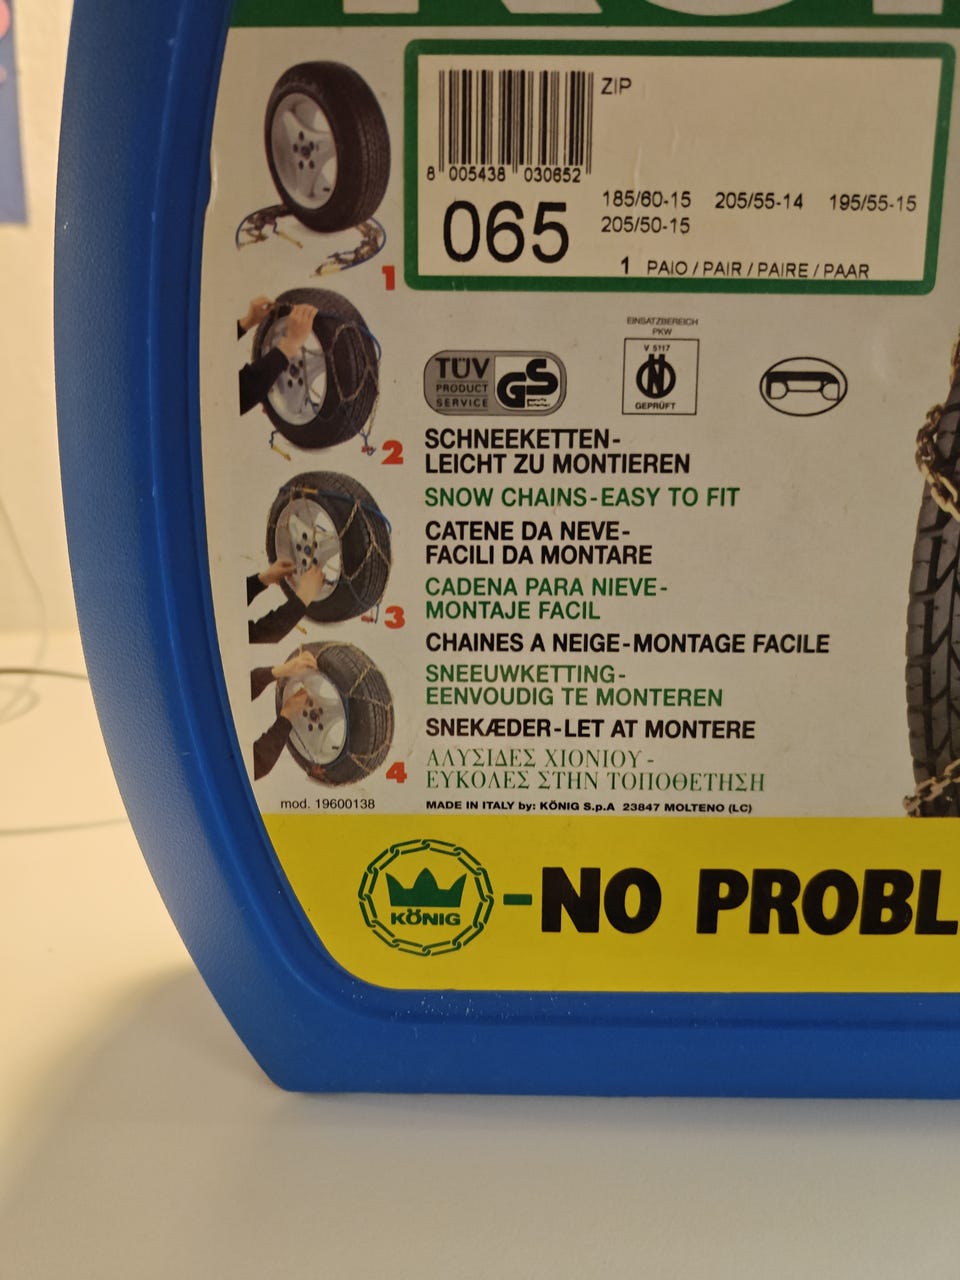 ZIP
8 005438 030652
065
185/60-15 205/55-14 195/55-15
205/50-15
1 PAIO / PAIR / PAIRE / PAAR
1
2
3
4
EINSATZBEREICH
PKW
V 5117
GEPRÜFT
TÜV
PRODUCT
SERVICE
GS
SCHNEEKETTEN-
LEICHT ZU MONTIEREN
SNOW CHAINS-EASY TO FIT
CATENE DA NEVE-
FACILI DA MONTARE
CADENA PARA NIEVE-
MONTAJE FACIL
CHAINES A NEIGE-MONTAGE FACILE
SNEEUWKETTING-
EENVOUDIG TE MONTEREN
SNEKÆDER-LET AT MONTERE
ΑΛΥΣΙΔΕΣ ΧΙΟΝΙΟΥ-
ΕΥΚΟΛΕΣ ΣΤΗΝ ΤΟΠΟΘΕΤΗΣΗ
mod. 19600138
MADE IN ITALY by: KÖNIG S.p.A 23847 MOLTENO (LC)
KÖNIG
-NO PROBL